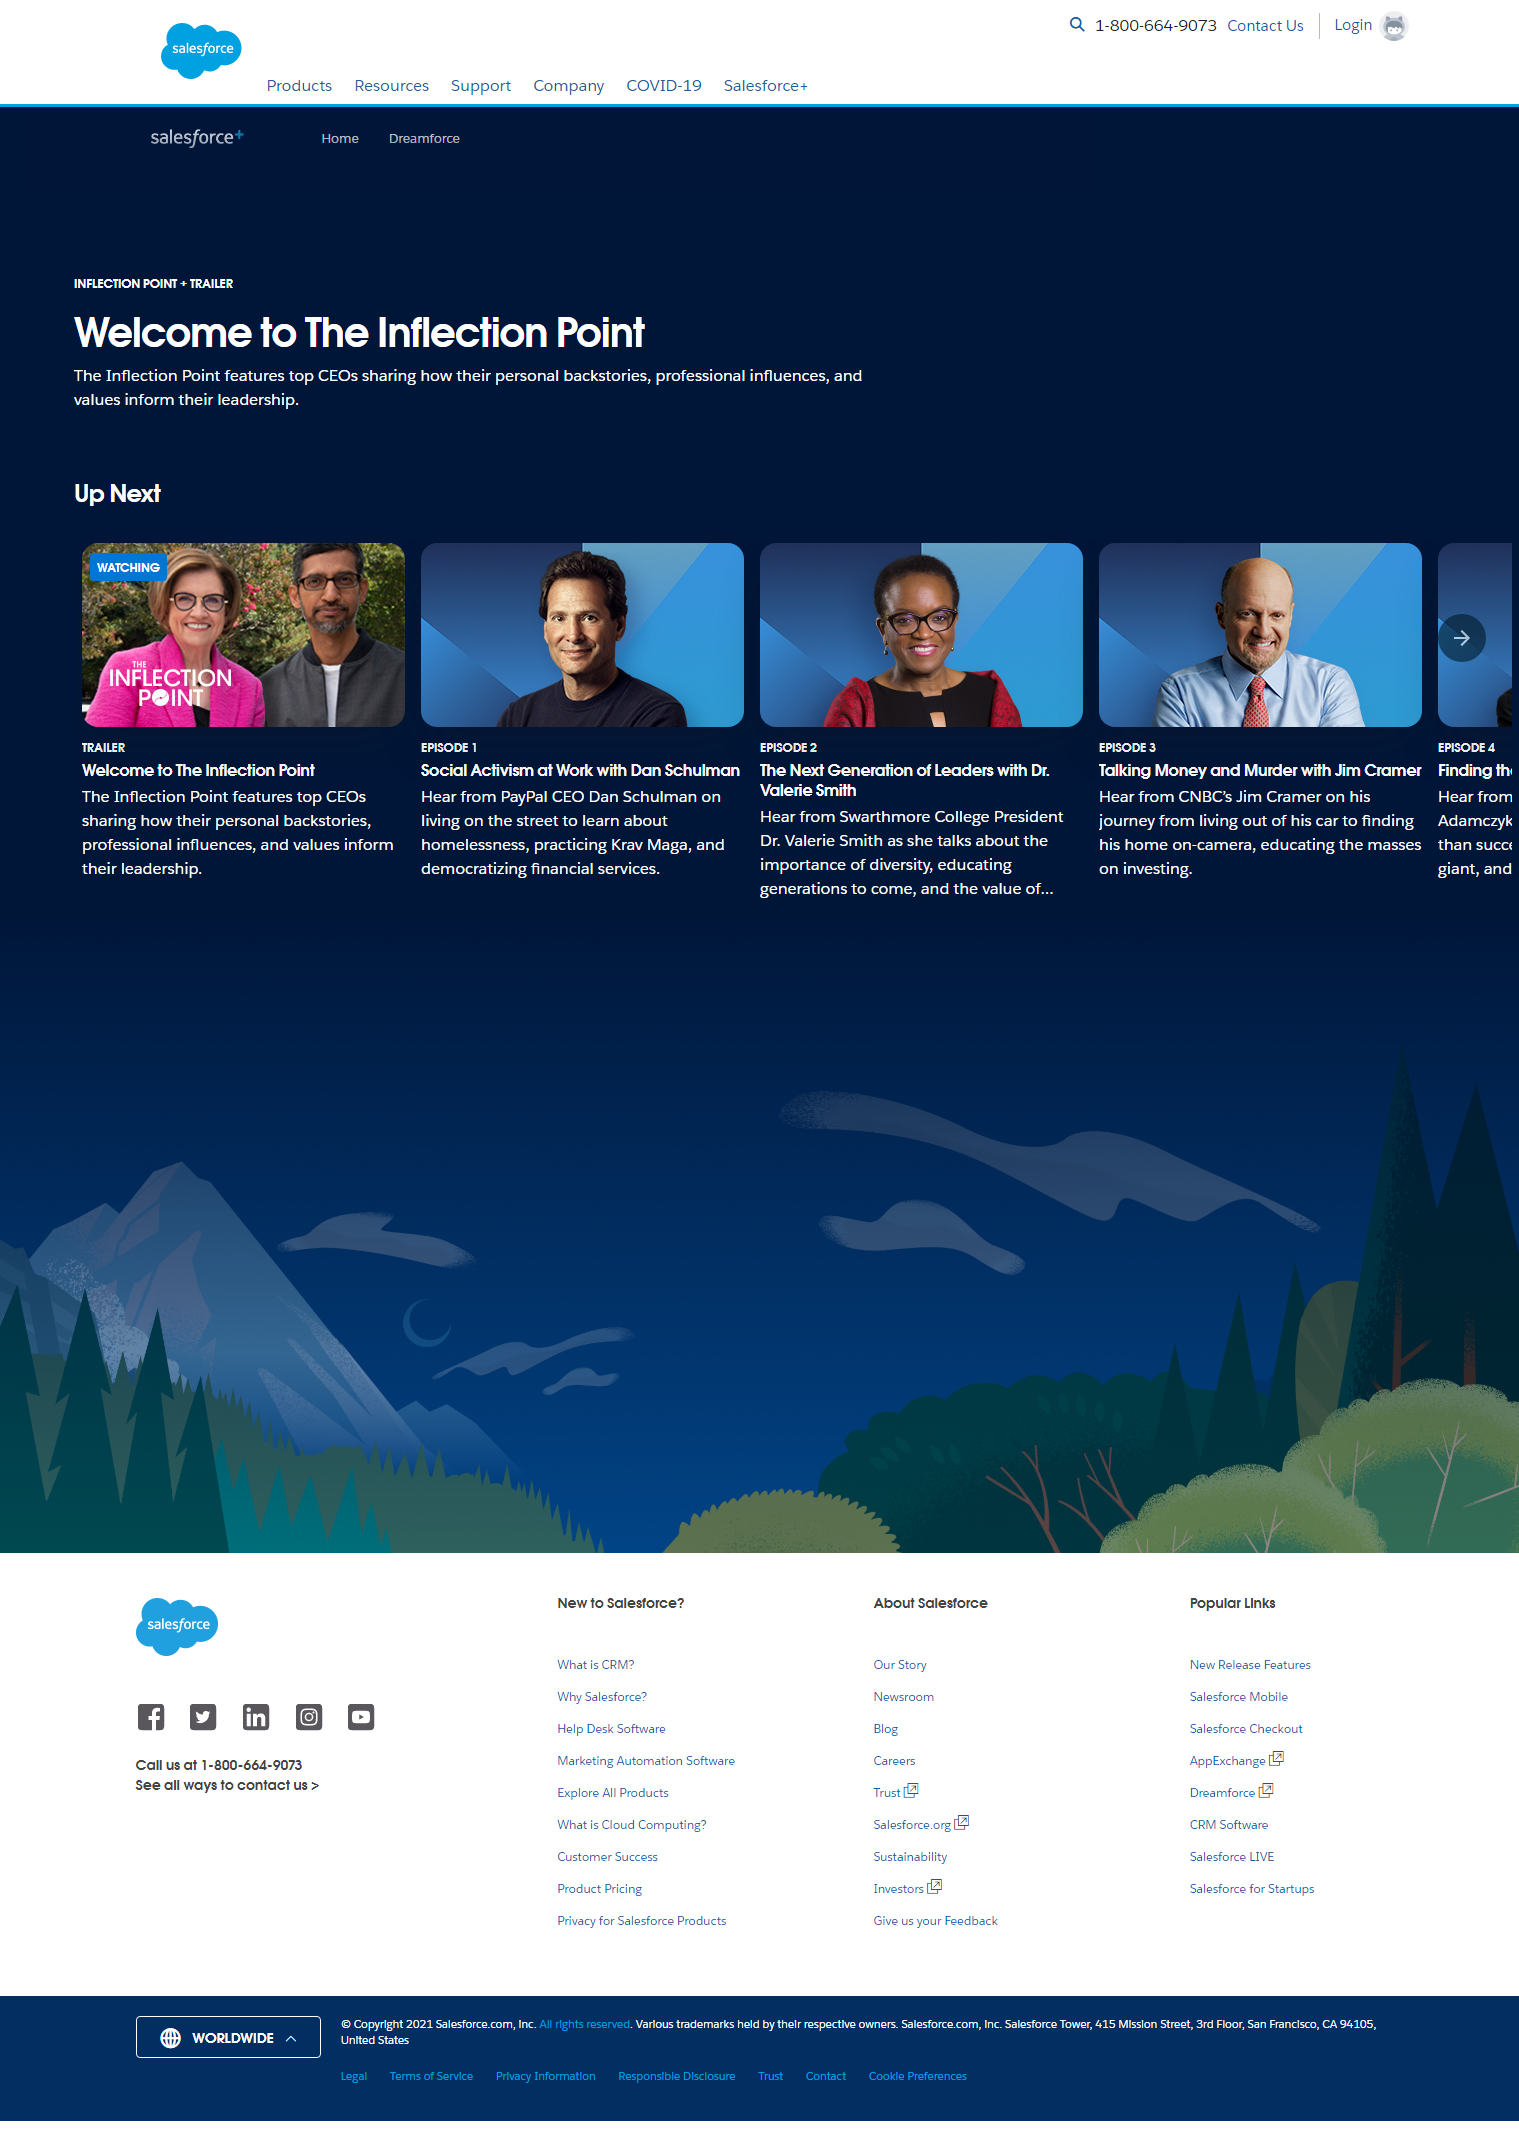 salesforce
1-800-664-9073 Contact Us Login
Products Resources Support Company COVID-19 Salesforce+
salesforce+ Home Dreamforce
INFLECTION POINT + TRAILER
Welcome to The Inflection Point
The Inflection Point features top CEOs sharing how their personal backstories, professional influences, and
values inform their leadership.
Up Next
WATCHING
THE
INFLECTION
POINT
TRAILER
Welcome to The Inflection Point
The Inflection Point features top CEOs
sharing how their personal backstories,
professional influences, and values inform
their leadership.
EPISODE 1
Social Activism at Work with Dan Schulman
Hear from PayPal CEO Dan Schulman on
living on the street to learn about
homelessness, practicing Krav Maga, and
democratizing financial services.
EPISODE 2
The Next Generation of Leaders with Dr.
Valerie Smith
Hear from Swarthmore College President
Dr. Valerie Smith as she talks about the
importance of diversity, educating
generations to come, and the value of...
EPISODE 3
Talking Money and Murder with Jim Cramer
Hear from CNBC's Jim Cramer on his
journey from living out of his car to finding
his home on-camera, educating the masses
on investing.
EPISODE 4
Finding
Hear from
Adamczyk
than
giant, and
salesforce
Call us at 1-800-664-9073
See all ways to contact us >
New to Salesforce?
What is CRM?
Why Salesforce?
Help Desk Software
Marketing Automation Software
Explore All Products
What is Cloud Computing?
Customer Success
Product Pricing
Privacy for Salesforce Products
About Salesforce
Our Story
Newsroom
Blog
Careers
Trust
Salesforce.org
Sustainability
Investors
Give us your Feedback
Popular Links
New Release Features
Salesforce Mobile
Salesforce Checkout
AppExchange
Dreamforce
CRM Software
Salesforce LIVE
Salesforce for Startups
WORLDWIDE
© Copyright 2021 Salesforce.com, Inc. All rights reserved. Various trademarks held by their respective owners. Salesforce.com, Inc. Salesforce Tower, 415 Mission Street, 3rd Floor, San Francisco, CA 94105,
United States
Legal Terms of Service Privacy Information Responsible Disclosure Trust Contact Cookie Preferences